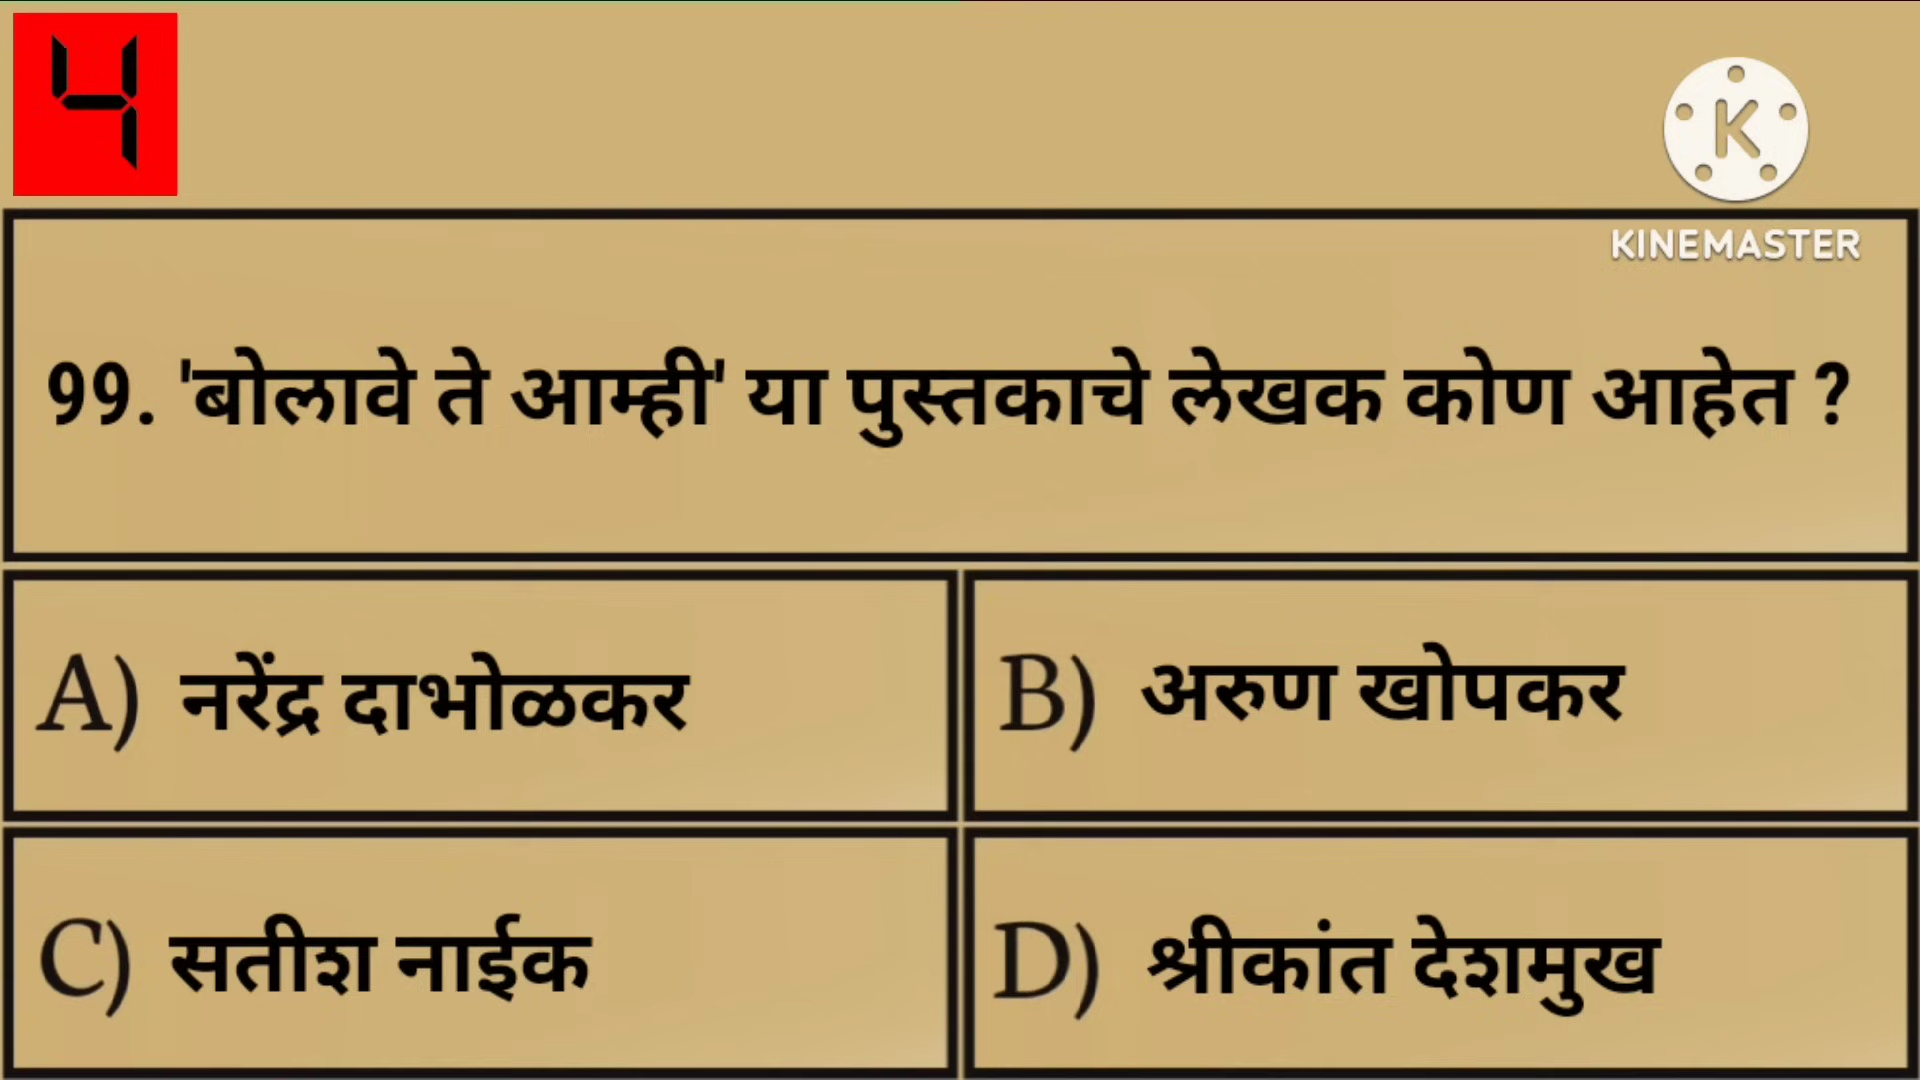 4
K
KINEMASTER
99. 'बोलावे ते आम्ही' या पुस्तकाचे लेखक कोण आहेत ?
A) नरेंद्र दाभोळकर
B) अरुण खोपकर
C) सतीश नाईक
D) श्रीकांत देशमुख